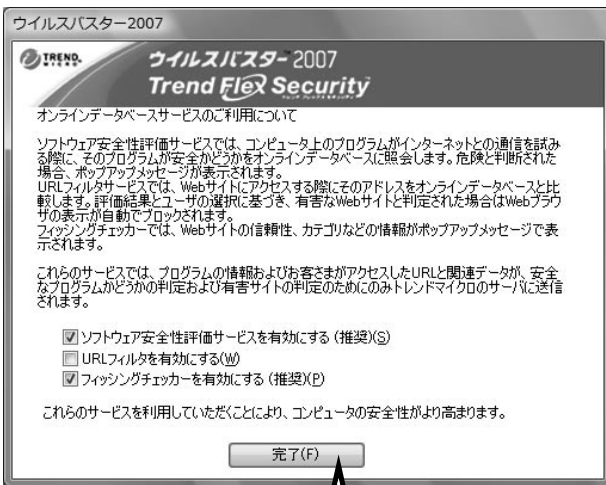 ウイルスバスター2007
TREND MICRO
ウイルスバスター™2007
Trend Flex Security
トレンド フレックス セキュリティ
オンラインデータベースサービスのご利用について
ソフトウェア安全性評価サービスでは、コンピュータ上のプログラムがインターネットとの通信を試み
る際に、そのプログラムが安全かどうかをオンラインデータベースに照会します。危険と判断された
場合、ポップアップメッセージが表示されます。
URLフィルタサービスでは、Webサイトにアクセスする際にそのアドレスをオンラインデータベースと比
較します。評価結果とユーザの選択に基づき、有害なWebサイトと判定された場合はWebブラウ
ザの表示が自動でブロックされます。
フィッシングチェッカーでは、Webサイトの信頼性、カテゴリなどの情報がポップアップメッセージで表
示されます。
これらのサービスでは、プログラムの情報およびお客さまがアクセスしたURLと関連データが、安全
なプログラムかどうかの判定および有害サイトの判定のためにのみトレンドマイクロのサーバに送信
されます。
ソフトウェア安全性評価サービスを有効にする (推奨)(S)
URLフィルタを有効にする(W)
フィッシングチェッカーを有効にする (推奨)(P)
これらのサービスを利用していただくことにより、コンピュータの安全性がより高まります。
完了(F)